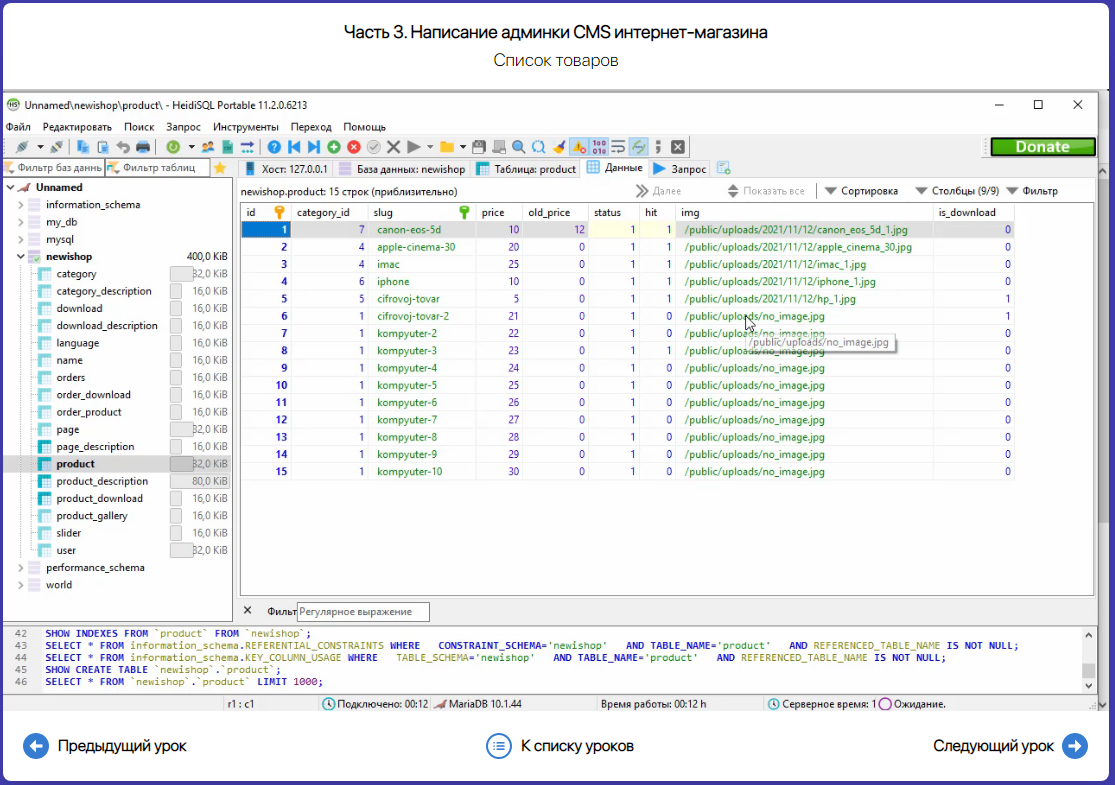 Часть 3. Написание админки CMS интернет-магазина
Список товаров
Unnamed\newishop\product\ - HeidiSQL Portable 11.2.0.6213
Файл Редактировать Поиск Запрос Инструменты Переход Помощь
Donate
Фильтр баз данны Фильтр таблиц Хост: 127.0.0.1 База данных: newishop Таблица: product Данные Запрос
newishop.product: 15 строк (приблизительно) Далее Показать все Сортировка Столбцы (9/9) Фильтр
Unnamed
information_schema
my_db
mysql
newishop 400,0 KiB
category 32,0 KiB
category_description 16,0 KiB
download 16,0 KiB
download_description 16,0 KiB
language 16,0 KiB
name 16,0 KiB
orders 16,0 KiB
order_download 16,0 KiB
order_product 16,0 KiB
page 32,0 KiB
page_description 16,0 KiB
product 32,0 KiB
product_description 80,0 KiB
product_download 16,0 KiB
product_gallery 16,0 KiB
slider 16,0 KiB
user 32,0 KiB
performance_schema
world
id category_id slug price old_price status hit img is_download
1 7 canon-eos-5d 10 12 1 1 /public/uploads/2021/11/12/canon_eos_5d_1.jpg 0
2 4 apple-cinema-30 20 0 1 1 /public/uploads/2021/11/12/apple_cinema_30.jpg 0
3 4 imac 25 0 1 1 /public/uploads/2021/11/12/imac_1.jpg 0
4 6 iphone 10 0 1 1 /public/uploads/2021/11/12/iphone_1.jpg 0
5 5 cifrovoj-tovar 5 0 1 1 /public/uploads/2021/11/12/hp_1.jpg 1
6 1 cifrovoj-tovar-2 21 0 1 0 /public/uploads/no_image.jpg 1
7 1 kompyuter-2 22 0 1 0 /public/uploads/no_image.jpg 0
/public/uploads/no_image.jpg
8 1 kompyuter-3 23 0 1 1 /public/uploads/no_image.jpg 0
9 1 kompyuter-4 24 0 1 0 /public/uploads/no_image.jpg 0
10 1 kompyuter-5 25 0 1 0 /public/uploads/no_image.jpg 0
11 1 kompyuter-6 26 0 1 0 /public/uploads/no_image.jpg 0
12 1 kompyuter-7 27 0 1 0 /public/uploads/no_image.jpg 0
13 1 kompyuter-8 28 0 1 0 /public/uploads/no_image.jpg 0
14 1 kompyuter-9 29 0 1 0 /public/uploads/no_image.jpg 0
15 1 kompyuter-10 30 0 1 0 /public/uploads/no_image.jpg 0
Фильт Регулярное выражение
42 SHOW INDEXES FROM `product` FROM `newishop`;
43 SELECT * FROM information_schema.REFERENTIAL_CONSTRAINTS WHERE CONSTRAINT_SCHEMA='newishop' AND TABLE_NAME='product' AND REFERENCED_TABLE_NAME IS NOT NULL;
44 SELECT * FROM information_schema.KEY_COLUMN_USAGE WHERE TABLE_SCHEMA='newishop' AND TABLE_NAME='product' AND REFERENCED_TABLE_NAME IS NOT NULL;
45 SHOW CREATE TABLE `newishop`.`product`;
46 SELECT * FROM `newishop`.`product` LIMIT 1000;
r1 : c1 Подключено: 00:12 MariaDB 10.1.44 Время работы: 00:12 h Серверное время: 1 Ожидание.
Предыдущий урок К списку уроков Следующий урок